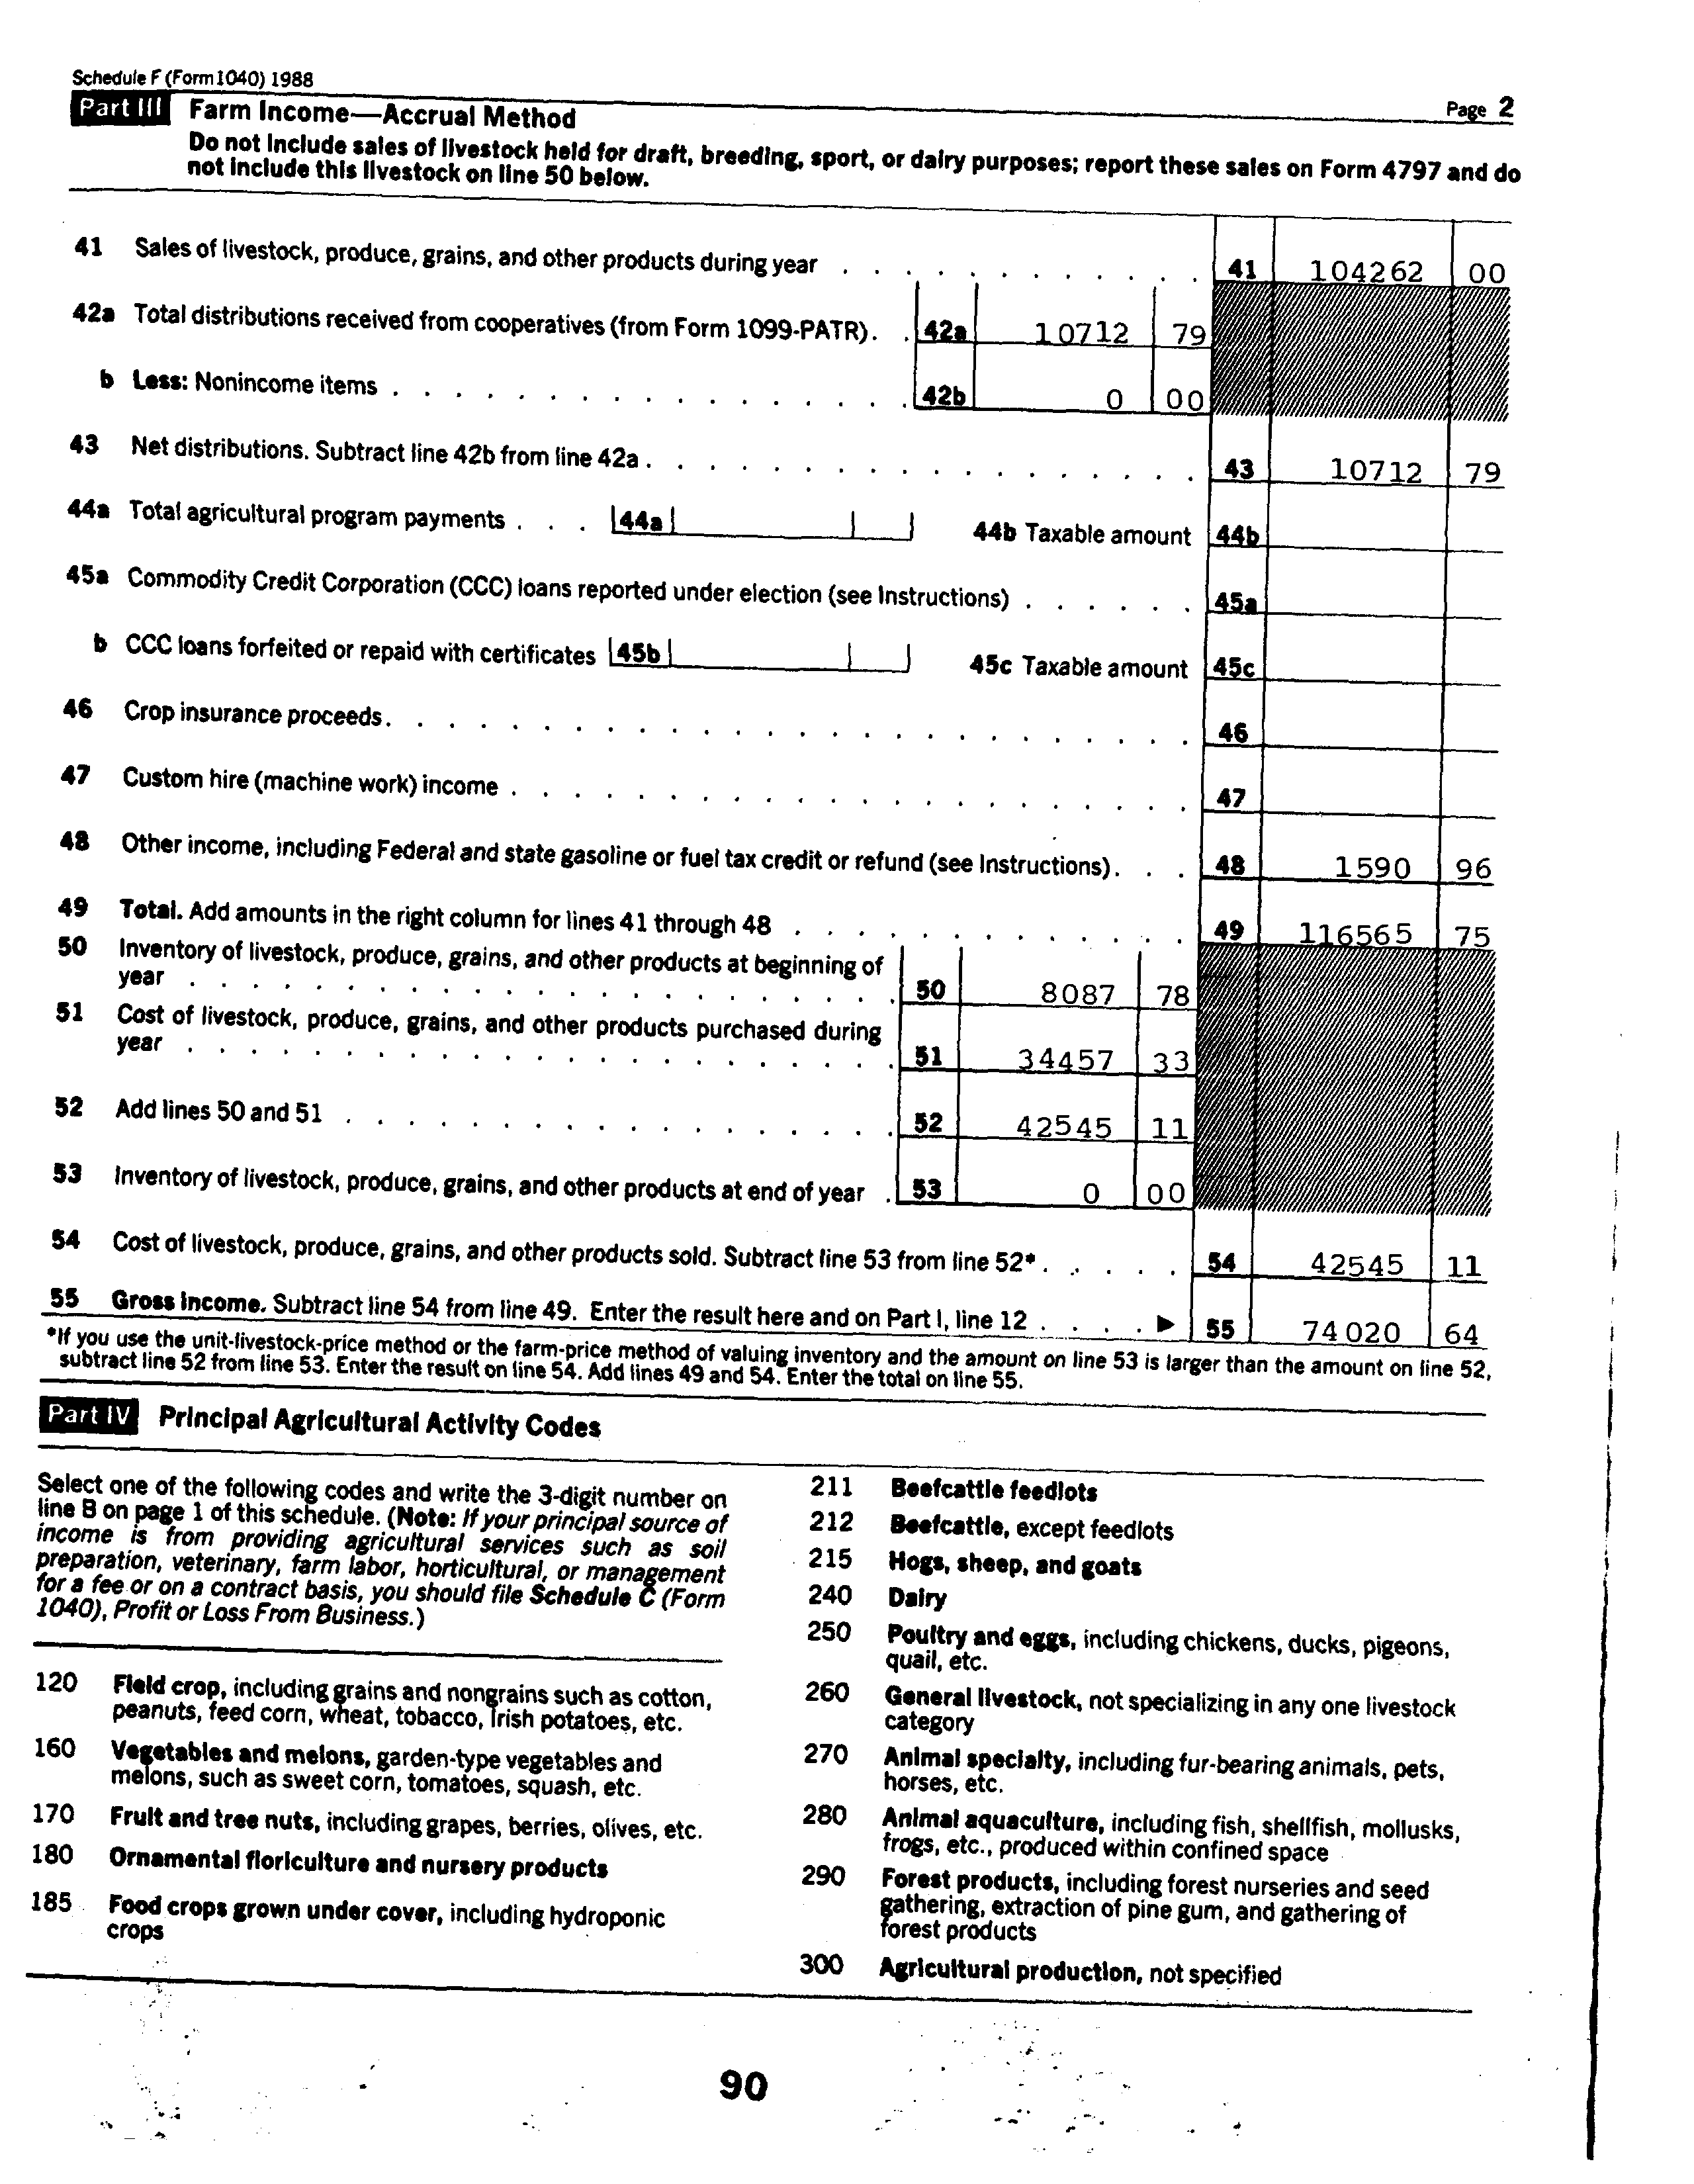 Schedule F (Form 1040) 1988
Page 2
Part III Farm Income—Accrual Method
Do not include sales of livestock held for draft, breeding, sport, or dairy purposes; report these sales on Form 4797 and do
not include this livestock on line 50 below.
41 Sales of livestock, produce, grains, and other products during year . . . . . . . . . . . . 41 104262 00
42a Total distributions received from cooperatives (from Form 1099-PATR). . 42a 10712 79
b Less: Nonincome items . . . . . . . . . . . . . . . . . 42b 0 00
43 Net distributions. Subtract line 42b from line 42a . . . . . . . . . . . . . . . . . . 43 10712 79
44a Total agricultural program payments . . . 44a 44b Taxable amount 44b
45a Commodity Credit Corporation (CCC) loans reported under election (see Instructions) . . . . . . 45a
b CCC loans forfeited or repaid with certificates 45b 45c Taxable amount 45c
46 Crop insurance proceeds. . . . . . . . . . . . . . . . . . . . . . . . . . 46
47 Custom hire (machine work) income . . . . . . . . . . . . . . . . . . . . . . 47
48 Other income, including Federal and state gasoline or fuel tax credit or refund (see Instructions). . . 48 1590 96
49 Total. Add amounts in the right column for lines 41 through 48 . . . . . . . . . . . . . 49 116565 75
50 Inventory of livestock, produce, grains, and other products at beginning of
year . . . . . . . . . . . . . . . . . . . . . . . 50 8087 78
51 Cost of livestock, produce, grains, and other products purchased during
year . . . . . . . . . . . . . . . . . . . . . . . 51 34457 33
52 Add lines 50 and 51 . . . . . . . . . . . . . . . . . . 52 42545 11
53 Inventory of livestock, produce, grains, and other products at end of year . 53 0 00
54 Cost of livestock, produce, grains, and other products sold. Subtract line 53 from line 52* . . . . . 54 42545 11
55 Gross income. Subtract line 54 from line 49. Enter the result here and on Part I, line 12 . . . . ▶ 55 74020 64
*If you use the unit-livestock-price method or the farm-price method of valuing inventory and the amount on line 53 is larger than the amount on line 52,
subtract line 52 from line 53. Enter the result on line 54. Add lines 49 and 54. Enter the total on line 55.
Part IV Principal Agricultural Activity Codes
Select one of the following codes and write the 3-digit number on
line B on page 1 of this schedule. (Note: If your principal source of
income is from providing agricultural services such as soil
preparation, veterinary, farm labor, horticultural, or management
for a fee or on a contract basis, you should file Schedule C (Form
1040), Profit or Loss From Business.)
120 Field crop, including grains and nongrains such as cotton,
peanuts, feed corn, wheat, tobacco, Irish potatoes, etc.
160 Vegetables and melons, garden-type vegetables and
melons, such as sweet corn, tomatoes, squash, etc.
170 Fruit and tree nuts, including grapes, berries, olives, etc.
180 Ornamental floriculture and nursery products
185 Food crops grown under cover, including hydroponic
crops
211 Beefcattle feedlots
212 Beefcattle, except feedlots
215 Hogs, sheep, and goats
240 Dairy
250 Poultry and eggs, including chickens, ducks, pigeons,
quail, etc.
260 General livestock, not specializing in any one livestock
category
270 Animal specialty, including fur-bearing animals, pets,
horses, etc.
280 Animal aquaculture, including fish, shellfish, mollusks,
frogs, etc., produced within confined space
290 Forest products, including forest nurseries and seed
gathering, extraction of pine gum, and gathering of
forest products
300 Agricultural production, not specified
90